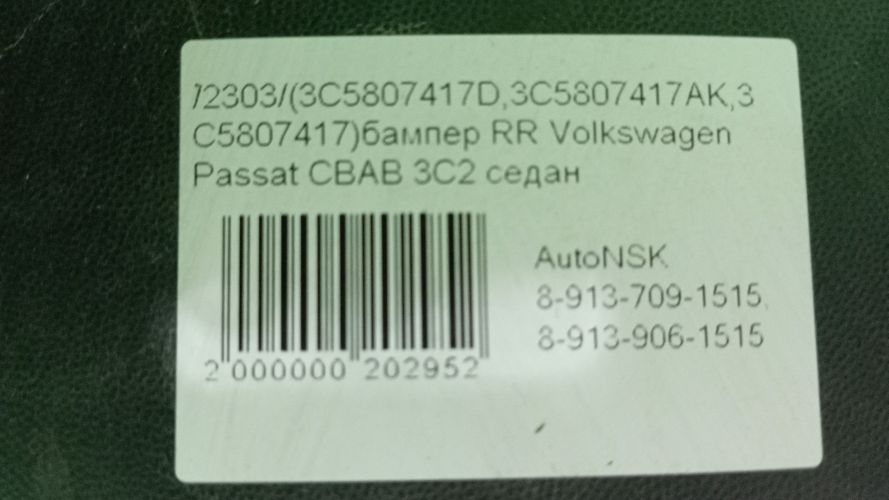 72303/(3C5807417D,3C5807417AK,3
C5807417)бампер RR Volkswagen
Passat CBAB 3C2 седан
AutoNSK
8-913-709-1515,
8-913-906-1515
2 000000 202952